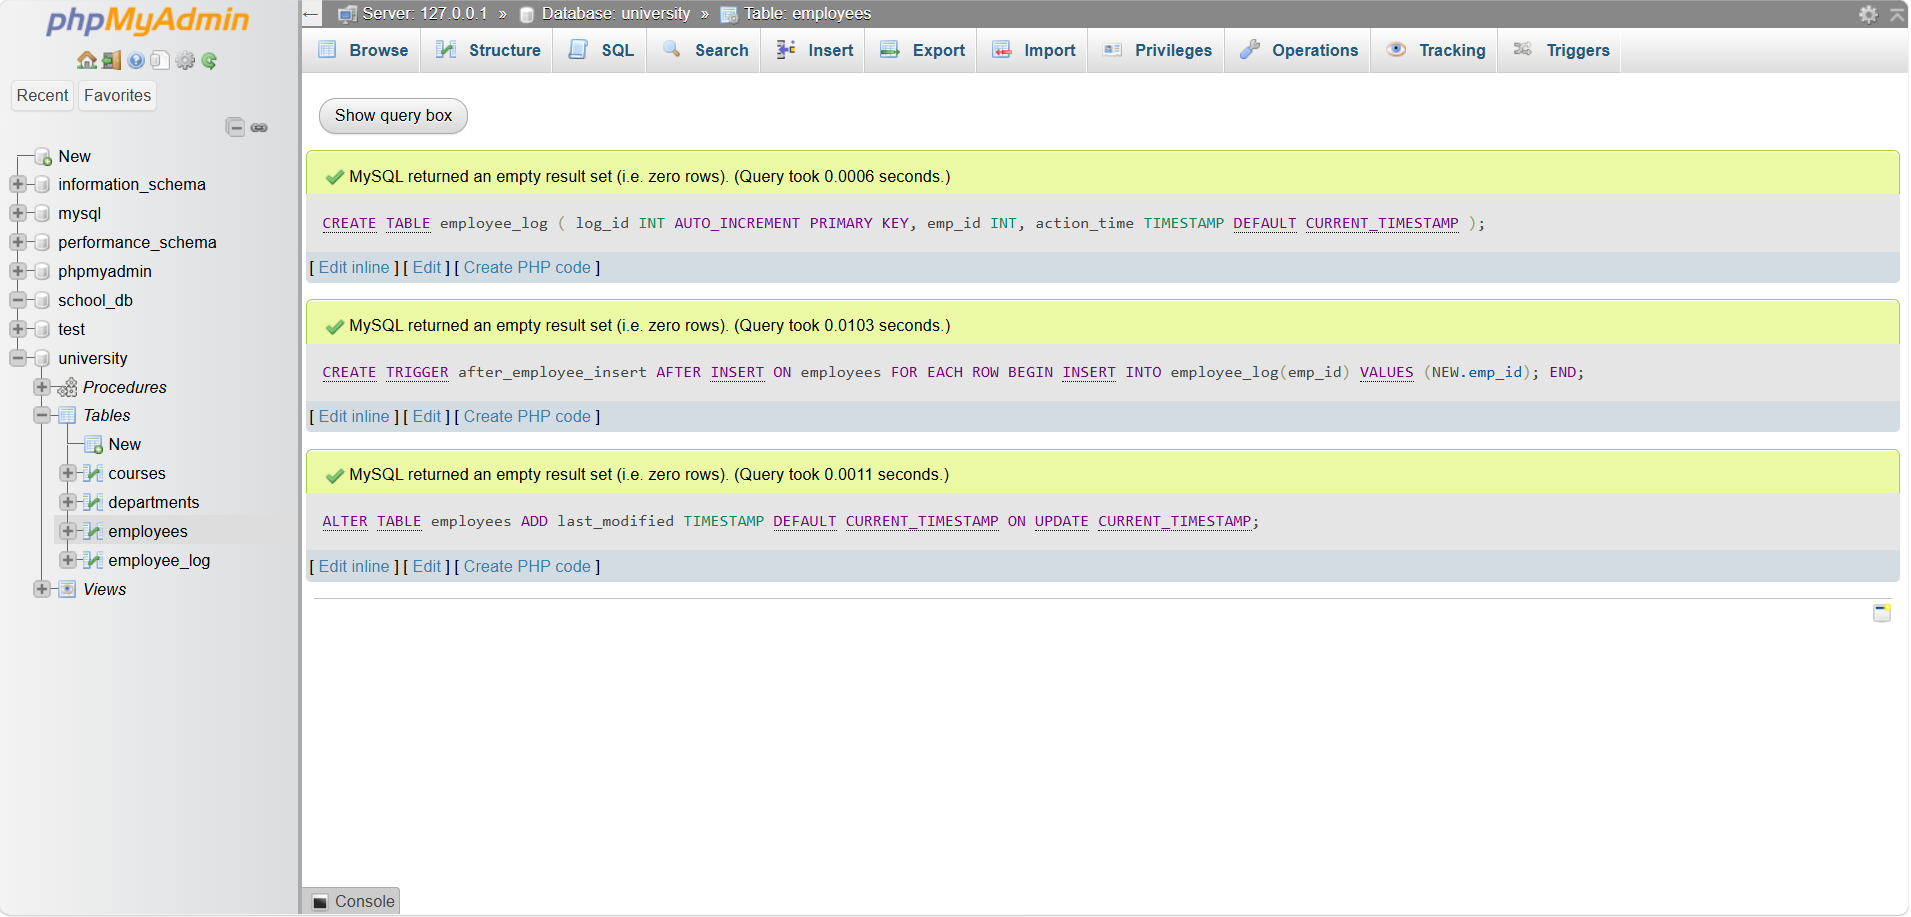 phpMyAdmin
Recent Favorites
New
information_schema
mysql
performance_schema
phpmyadmin
school_db
test
university
Procedures
Tables
New
courses
departments
employees
employee_log
Views
Server: 127.0.0.1 » Database: university » Table: employees
Browse Structure SQL Search Insert Export Import Privileges Operations Tracking Triggers
Show query box
MySQL returned an empty result set (i.e. zero rows). (Query took 0.0006 seconds.)
CREATE TABLE employee_log ( log_id INT AUTO_INCREMENT PRIMARY KEY, emp_id INT, action_time TIMESTAMP DEFAULT CURRENT_TIMESTAMP );
[ Edit inline ] [ Edit ] [ Create PHP code ]
MySQL returned an empty result set (i.e. zero rows). (Query took 0.0103 seconds.)
CREATE TRIGGER after_employee_insert AFTER INSERT ON employees FOR EACH ROW BEGIN INSERT INTO employee_log(emp_id) VALUES (NEW.emp_id); END;
[ Edit inline ] [ Edit ] [ Create PHP code ]
MySQL returned an empty result set (i.e. zero rows). (Query took 0.0011 seconds.)
ALTER TABLE employees ADD last_modified TIMESTAMP DEFAULT CURRENT_TIMESTAMP ON UPDATE CURRENT_TIMESTAMP;
[ Edit inline ] [ Edit ] [ Create PHP code ]
Console